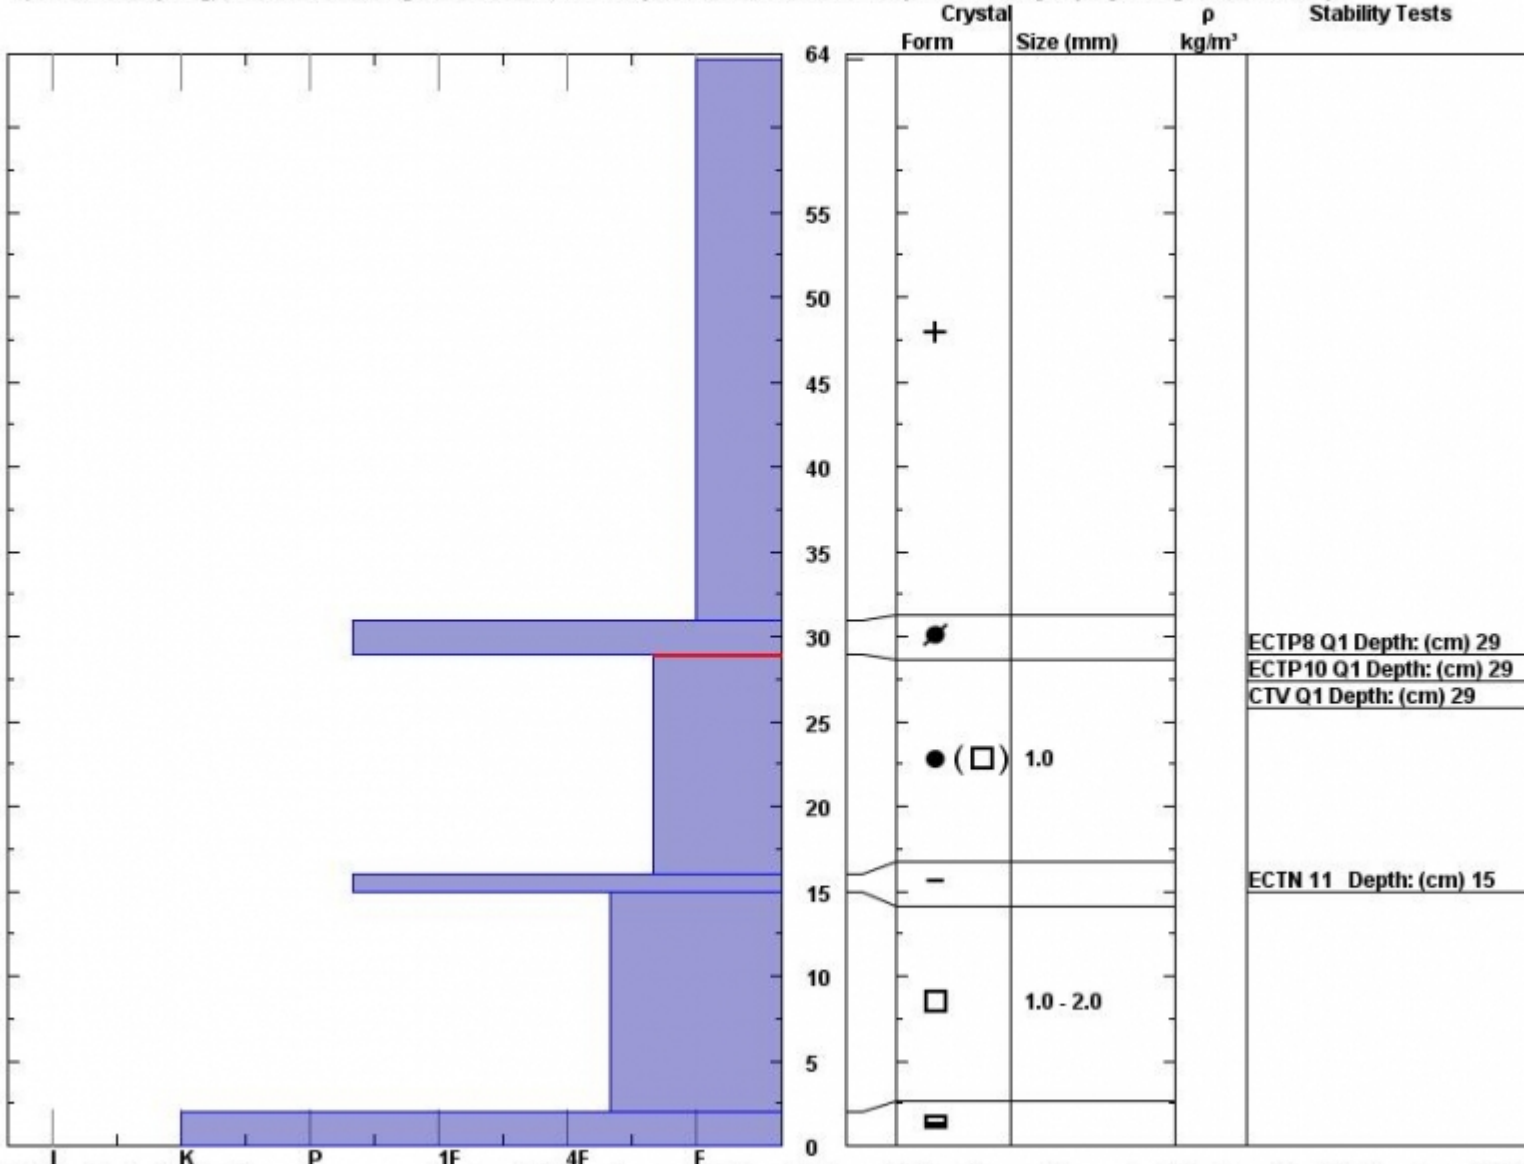 Crystal ρ Stability Tests
Form Size (mm) kg/m³
64
55
50
45
40
35
30
ECTP8 Q1 Depth: (cm) 29
ECTP10 Q1 Depth: (cm) 29
CTV Q1 Depth: (cm) 29
25
1.0
20
15
ECTN 11 Depth: (cm) 15
10
1.0 - 2.0
5
0
I K P 1F 4F F